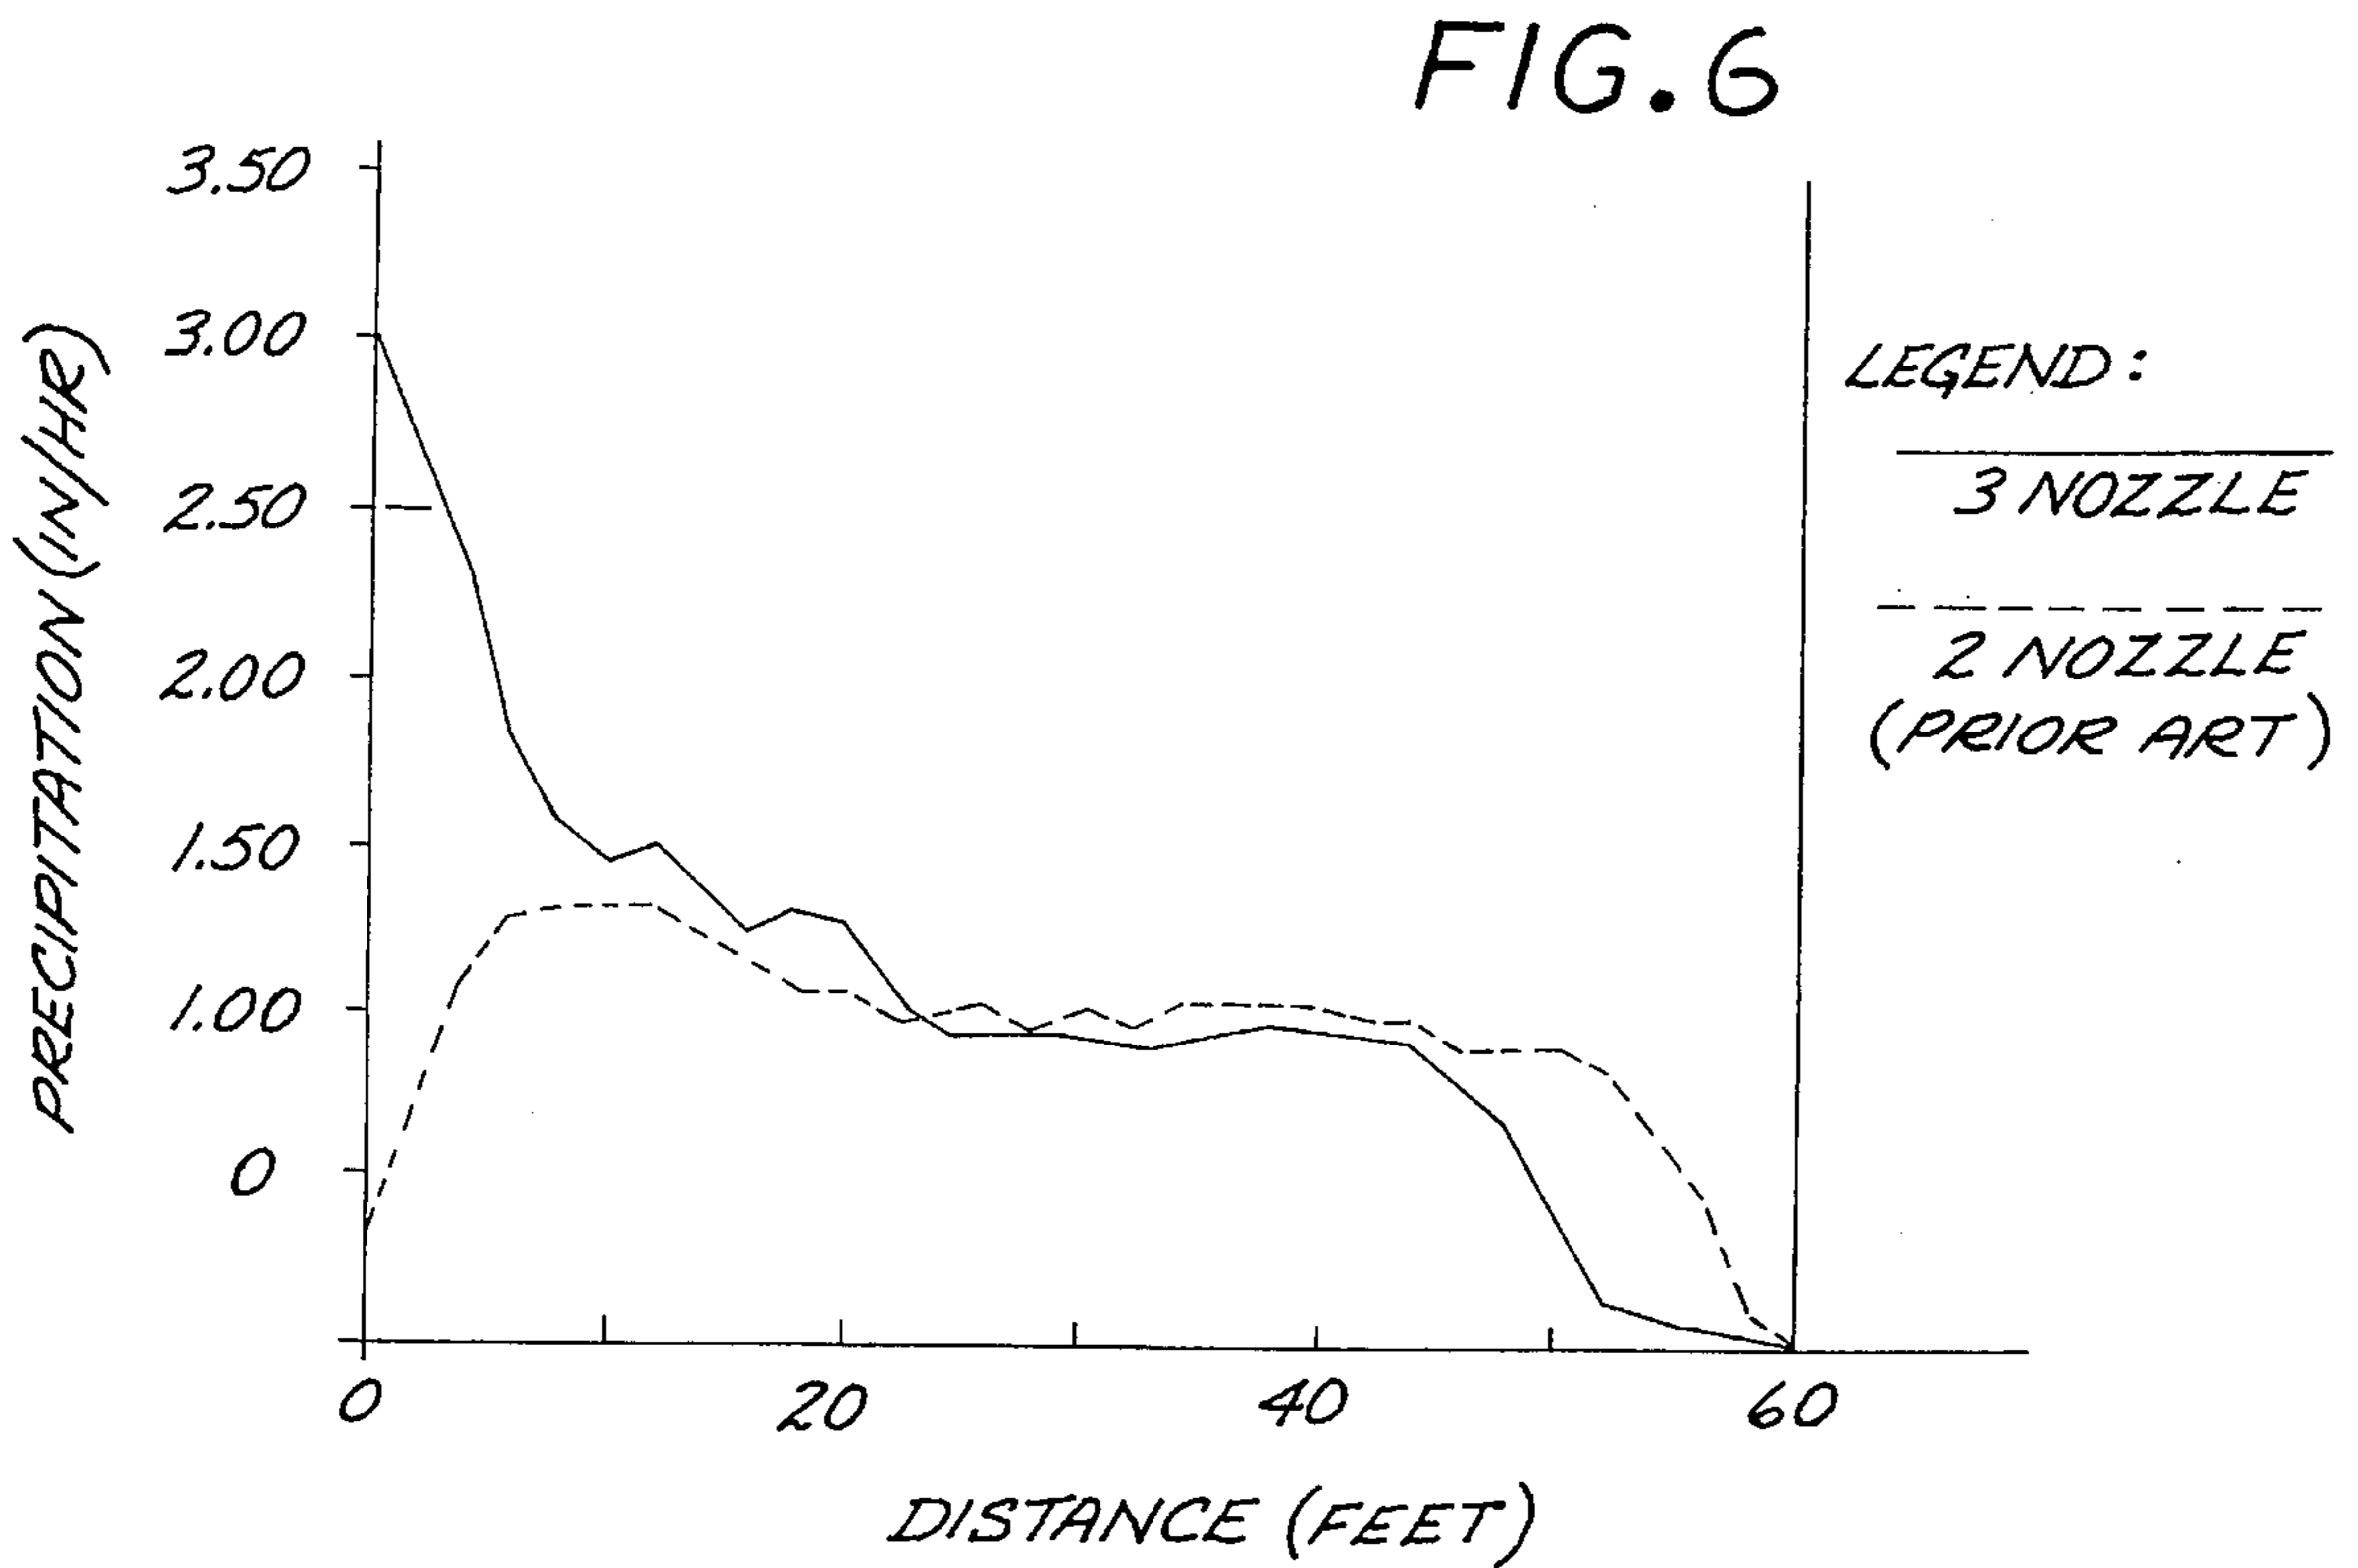 FIG. 6
3.50
3.00
2.50
2.00
1.50
1.00
0
PRECIPITATION (IN/HR)
LEGEND:
3 NOZZLE
2 NOZZLE
(PRIOR ART)
0
20
40
60
DISTANCE (FEET)